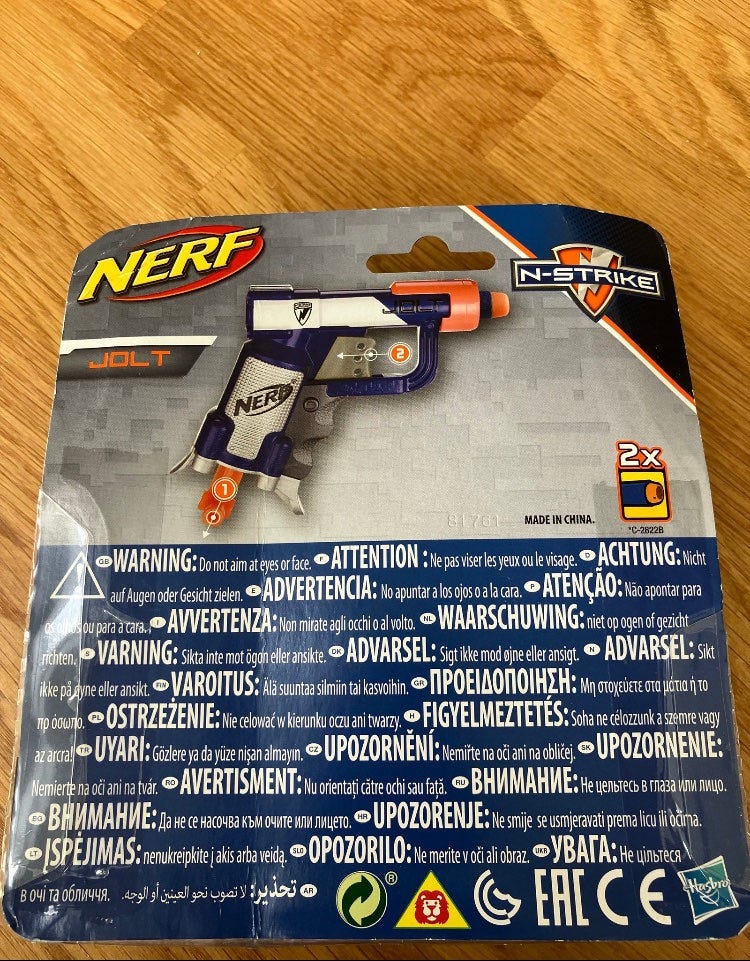 NERF
N-STRIKE
JOLT
JOLT
2
NERF
1
2x
81761 MADE IN CHINA.
*C-2822B
GB WARNING: Do not aim at eyes or face. F ATTENTION : Ne pas viser les yeux ou le visage. D ACHTUNG: Nicht
auf Augen oder Gesicht zielen. E ADVERTENCIA: No apuntar a los ojos o a la cara. P ATENÇÃO: Não apontar para
os olhos ou para a cara. I AVVERTENZA: Non mirate agli occhi o al volto. NL WAARSCHUWING: niet op ogen of gezicht
richten. S VARNING: Sikta inte mot ögon eller ansikte. DK ADVARSEL: Sigt ikke mod øjne eller ansigt. N ADVARSEL: Sikt
ikke på øyne eller ansikt. FIN VAROITUS: Älä suuntaa silmiin tai kasvoihin. GR ΠΡΟΕΙΔΟΠΟΙΗΣΗ: Μη στοχεύετε στα μάτια ή το
πρόσωπο. PL OSTRZEŻENIE: Nie celować w kierunku oczu ani twarzy. H FIGYELMEZTETÉS: Soha ne célozzunk a szemre vagy
az arcra! TR UYARI: Gözlere ya da yüze nişan almayın. CZ UPOZORNĚNÍ: Nemiřte na oči ani na obličej. SK UPOZORNENIE:
Nemierte na oči ani na tvár. RO AVERTISMENT: Nu orientați către ochi sau față. RU ВНИМАНИЕ: Не цельтесь в глаза или лицо.
BG ВНИМАНИЕ: Да не се насочва към очите или лицето. HR UPOZORENJE: Ne smije se usmjeravati prema licu ili očima.
LT ĮSPĖJIMAS: nenukreipkite į akis arba veidą. SLO OPOZORILO: Ne merite v oči ali obraz. UKR УВАГА: Не цільтеся
в очі та обличчя. AR تحذير: لا تصوب نحو العينين أو الوجه. ® EAC CE Hasbro